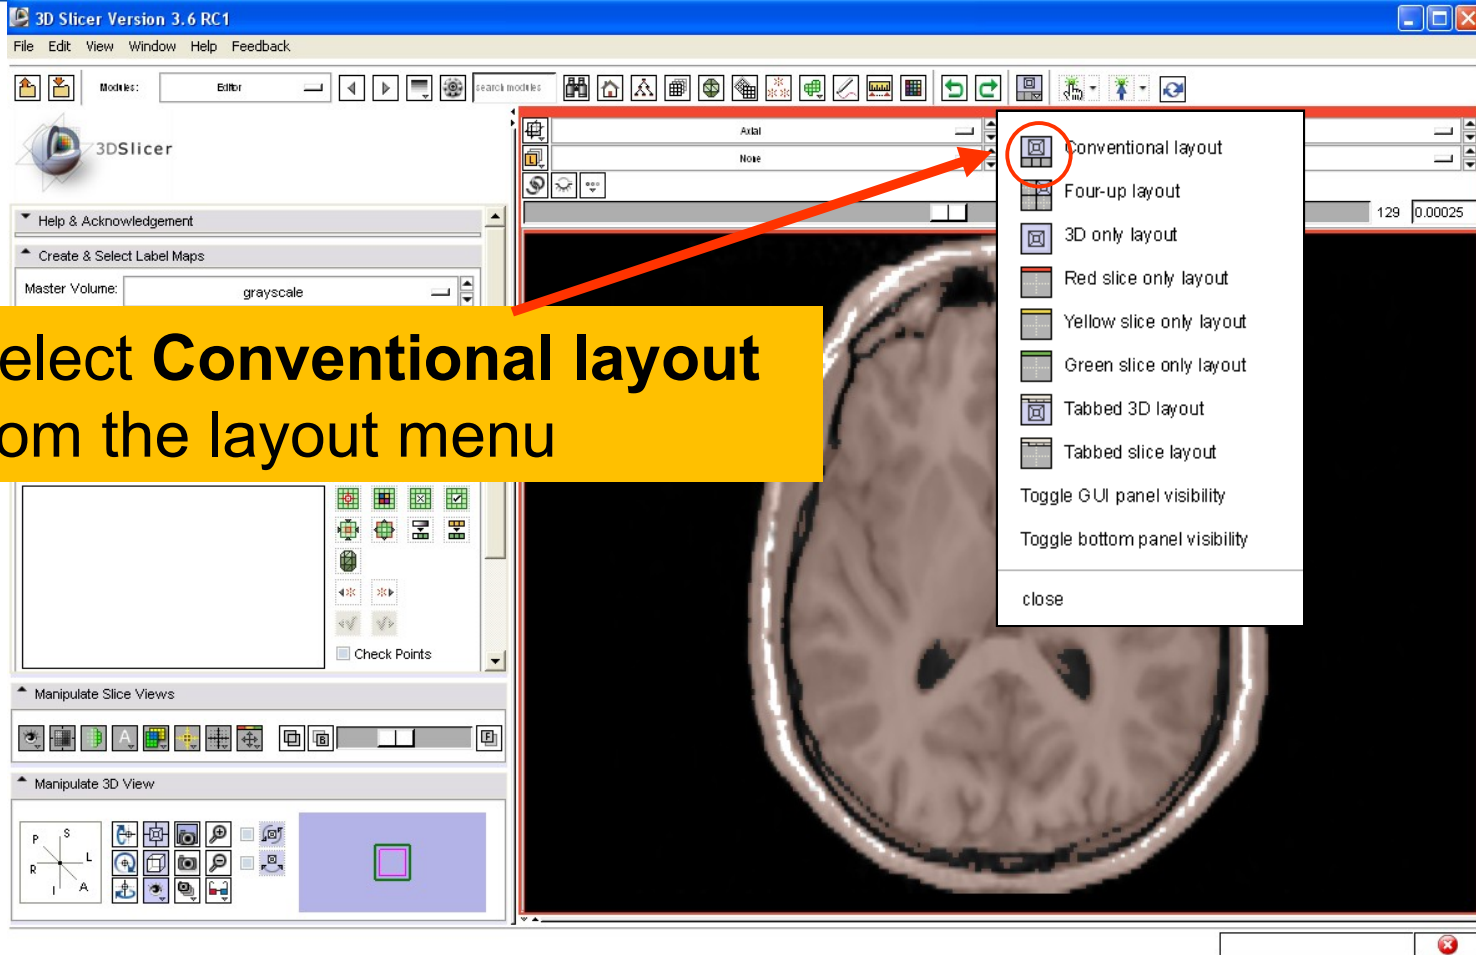 3D Slicer Version 3.6 RC1
File Edit View Window Help Feedback
Modules: Editor search modules
3DSlicer
Axial
None
129 0.00025
Help & Acknowledgement
Create & Select Label Maps
Master Volume: grayscale
elect Conventional layout
om the layout menu
Conventional layout
Four-up layout
3D only layout
Red slice only layout
Yellow slice only layout
Green slice only layout
Tabbed 3D layout
Tabbed slice layout
Toggle GUI panel visibility
Toggle bottom panel visibility
close
Check Points
Manipulate Slice Views
A B F
Manipulate 3D View
P S
R L
I A